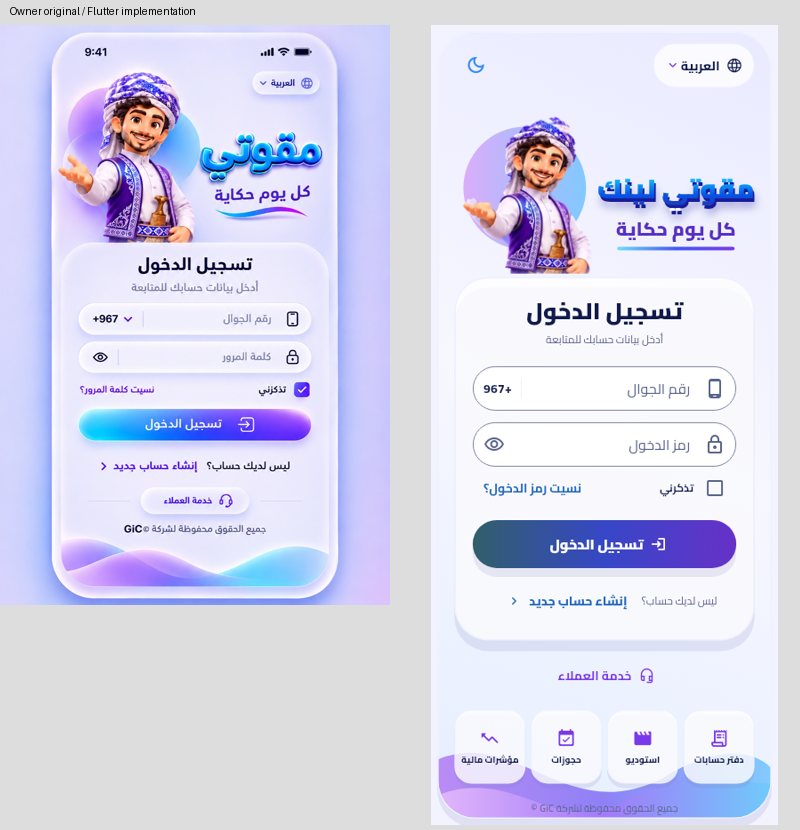 Owner original / Flutter implementation
9:41
العربية
مقوتي
كل يوم حكاية
تسجيل الدخول
أدخل بيانات حسابك للمتابعة
رقم الجوال
+967
كلمة المرور
تذكرني
نسيت كلمة المرور؟
تسجيل الدخول
ليس لديك حساب؟ إنشاء حساب جديد
خدمة العملاء
جميع الحقوق محفوظة لشركة GiC©
العربية
مقوتي لينك
كل يوم حكاية
تسجيل الدخول
أدخل بيانات حسابك للمتابعة
رقم الجوال
967+
رمز الدخول
تذكرني
نسيت رمز الدخول؟
تسجيل الدخول
ليس لديك حساب؟ إنشاء حساب جديد
خدمة العملاء
دفتر حسابات
استوديو
حجوزات
مؤشرات مالية
جميع الحقوق محفوظة لشركة GiC ©